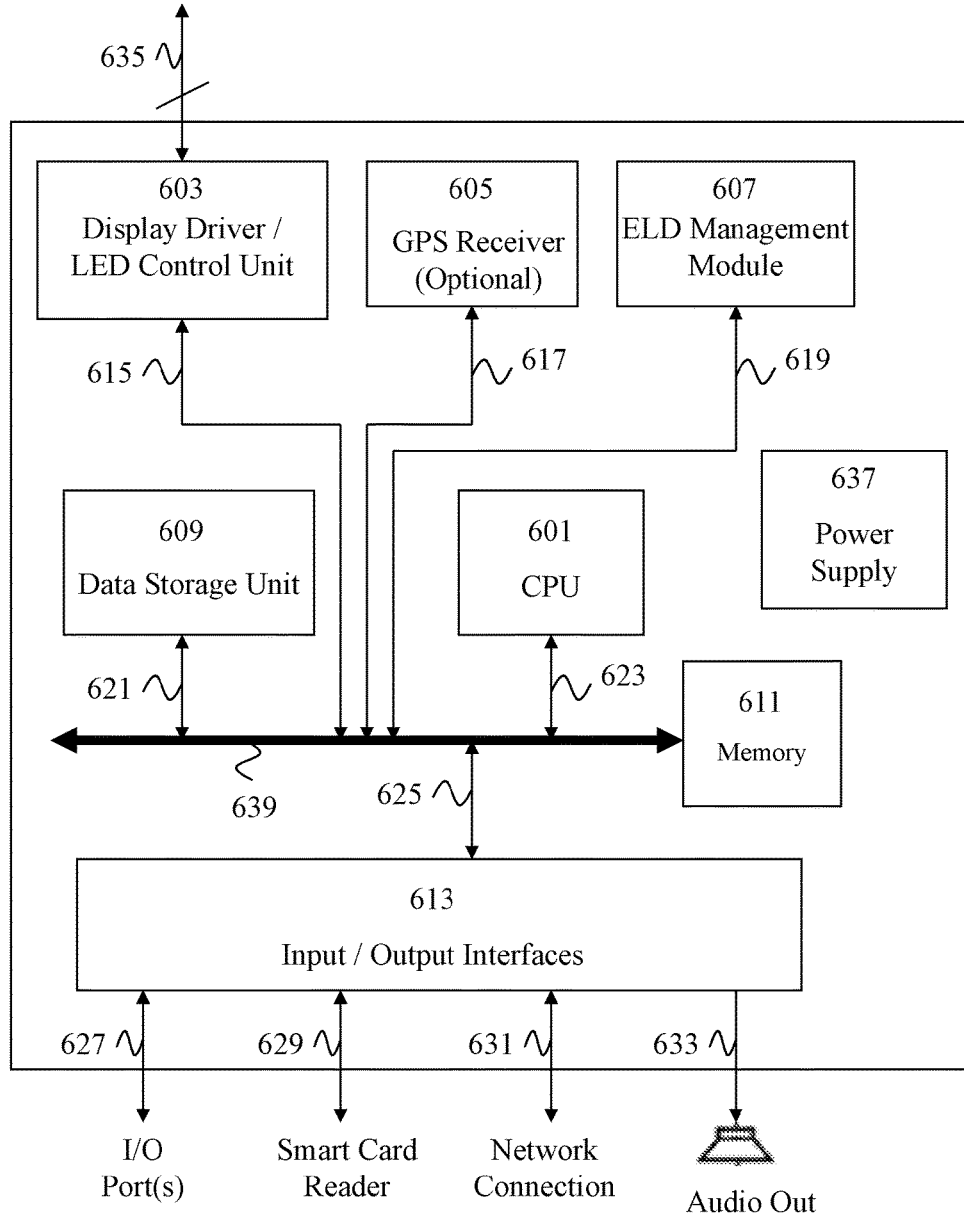 635
603
Display Driver /
LED Control Unit
605
GPS Receiver
(Optional)
607
ELD Management
Module
615
617
619
609
Data Storage Unit
601
CPU
637
Power
Supply
621
623
611
Memory
639
625
613
Input / Output Interfaces
627
629
631
633
I/O
Port(s)
Smart Card
Reader
Network
Connection
Audio Out